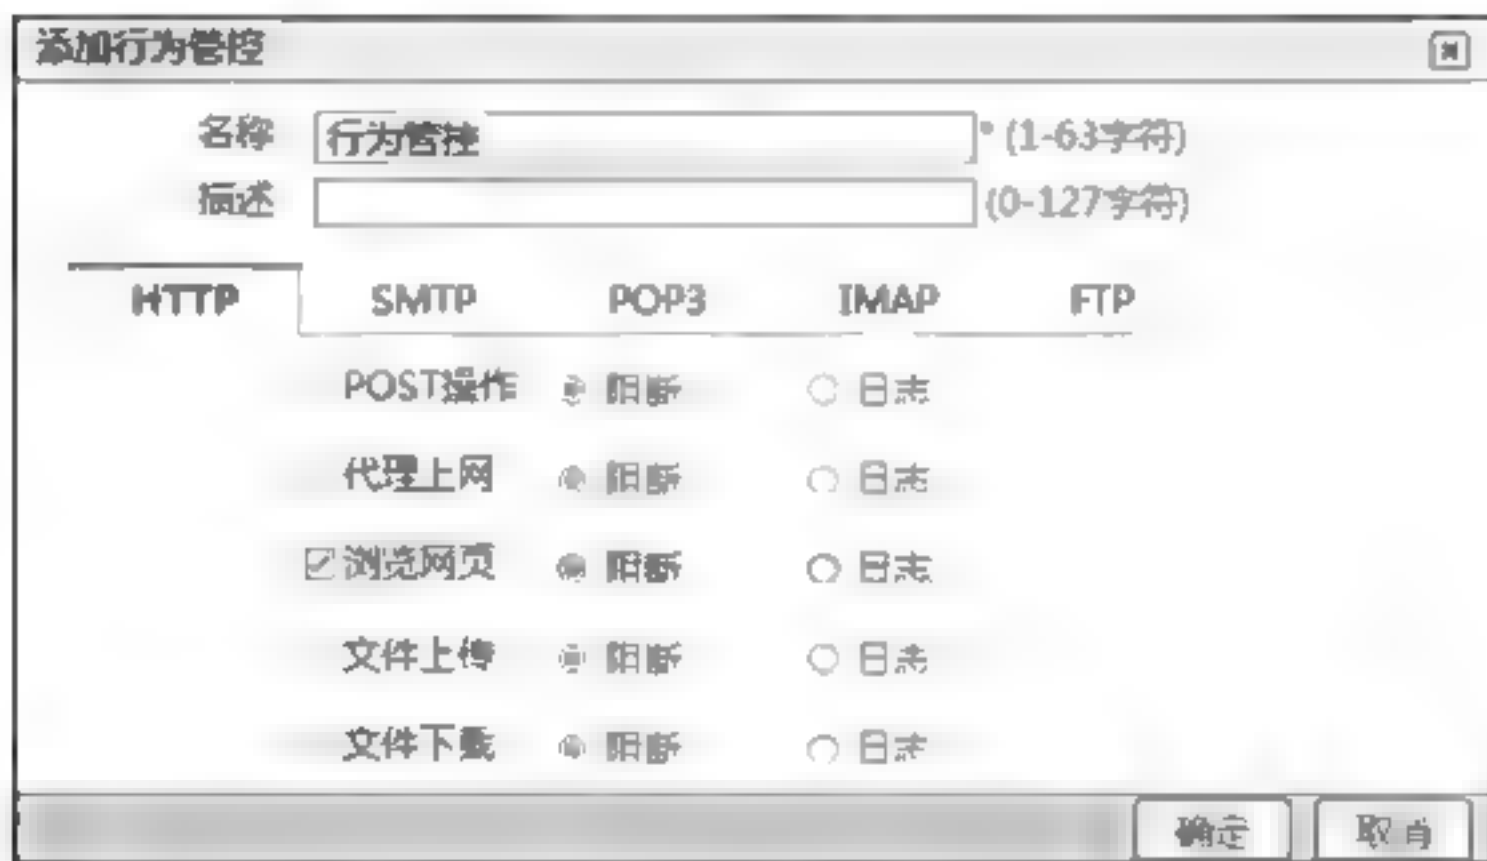 添加行为管控
名称 行为管控 * (1-63字符)
描述 (0-127字符)
HTTP SMTP POP3 IMAP FTP
POST操作 阻断 日志
代理上网 阻断 日志
浏览网页 阻断 日志
文件上传 阻断 日志
文件下载 阻断 日志
确定 取消